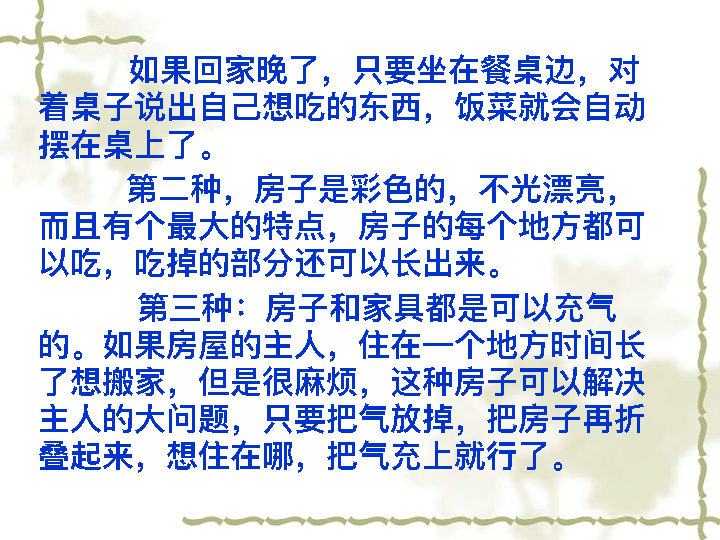 如果回家晚了，只要坐在餐桌边，对
着桌子说出自己想吃的东西，饭菜就会自动
摆在桌上了。
第二种，房子是彩色的，不光漂亮，
而且有个最大的特点，房子的每个地方都可
以吃，吃掉的部分还可以长出来。
第三种：房子和家具都是可以充气
的。如果房屋的主人，住在一个地方时间长
了想搬家，但是很麻烦，这种房子可以解决
主人的大问题，只要把气放掉，把房子再折
叠起来，想住在哪，把气充上就行了。